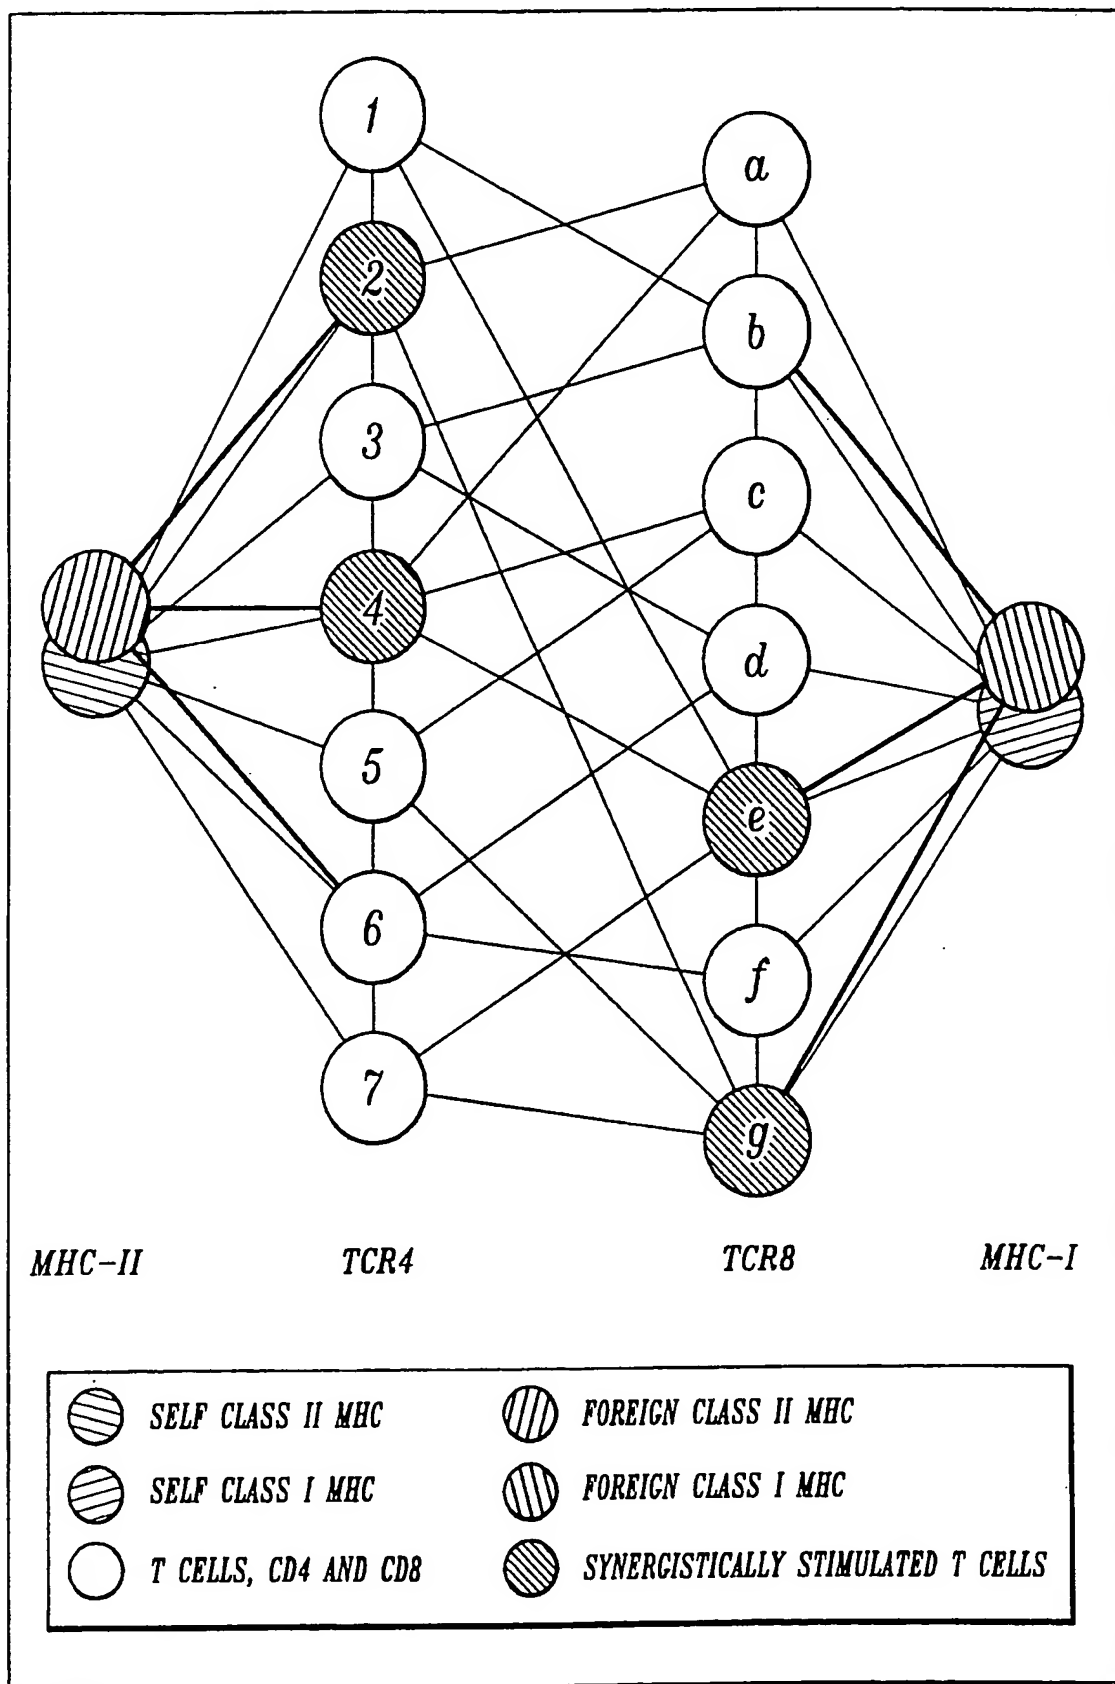 1
a
2
b
3
c
4
d
5
e
6
f
7
g
MHC-II TCR4 TCR8 MHC-I
SELF CLASS II MHC FOREIGN CLASS II MHC
SELF CLASS I MHC FOREIGN CLASS I MHC
T CELLS, CD4 AND CD8 SYNERGISTICALLY STIMULATED T CELLS